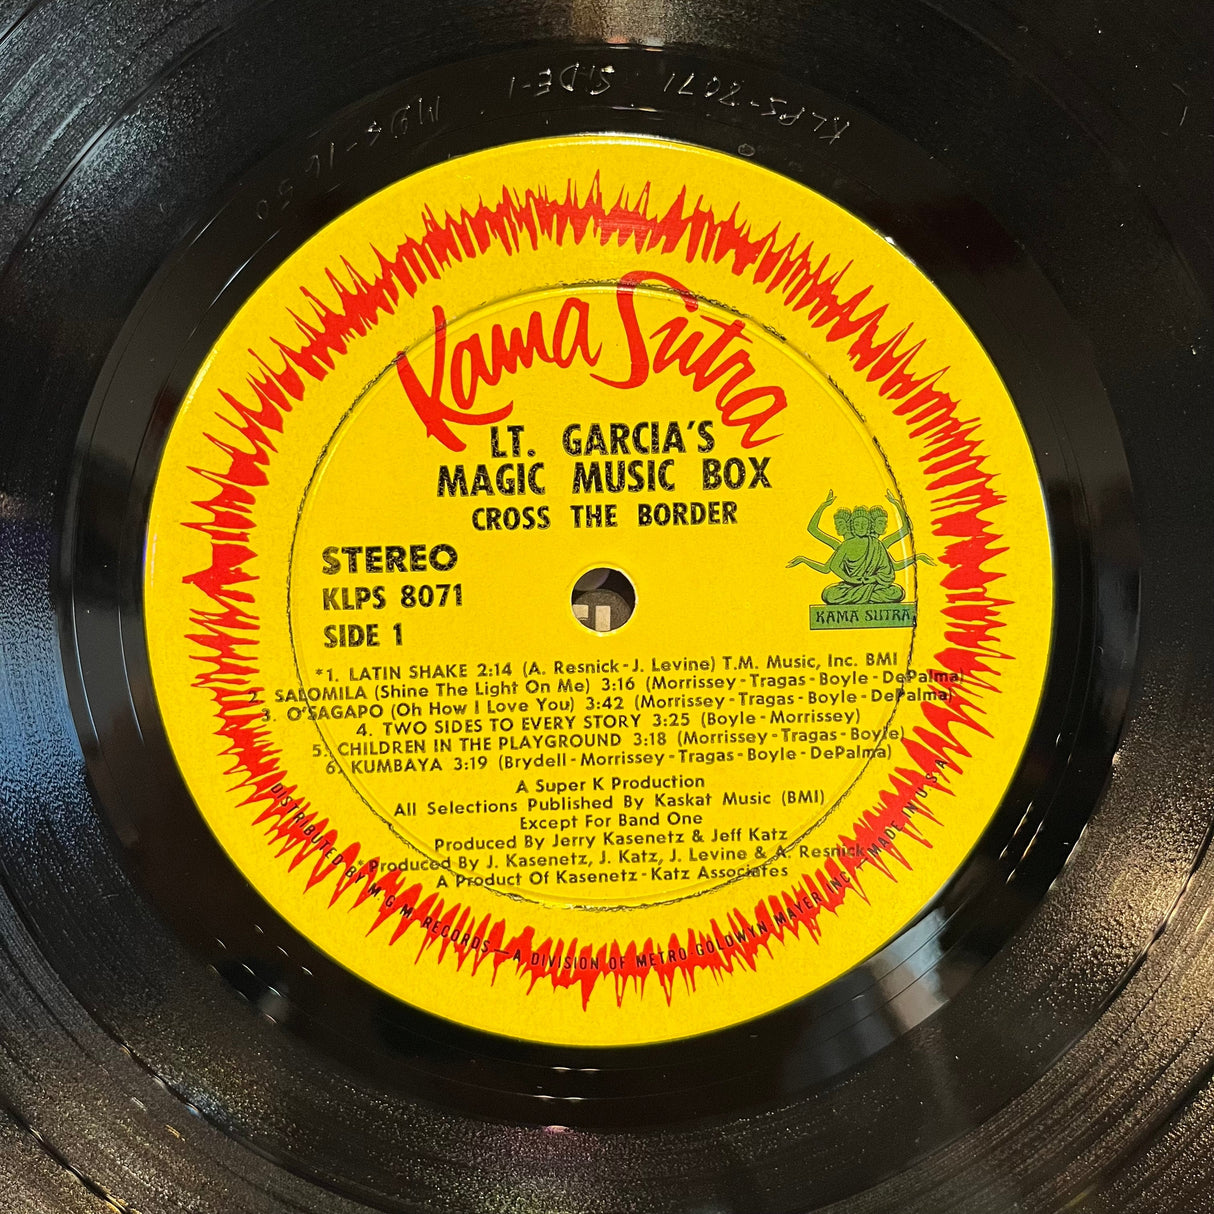 KLPS-8071 SIDE-1 MGS-16-50
Kama Sutra
LT. GARCIA'S
MAGIC MUSIC BOX
CROSS THE BORDER
STEREO
KLPS 8071
SIDE 1
KAMA SUTRA
*1. LATIN SHAKE 2:14 (A. Resnick - J. Levine) T.M. Music, Inc. BMI
2. SALOMILA (Shine The Light On Me) 3:16 (Morrissey - Tragas - Boyle - DePalma)
3. O'SAGAPO (Oh How I Love You) 3:42 (Morrissey - Tragas - Boyle - DePalma)
4. TWO SIDES TO EVERY STORY 3:25 (Boyle - Morrissey)
5. CHILDREN IN THE PLAYGROUND 3:18 (Morrissey - Tragas - Boyle)
6. KUMBAYA 3:19 (Brydell - Morrissey - Tragas - Boyle - DePalma)
A Super K Production
All Selections Published By Kaskat Music (BMI)
Except For Band One
Produced By Jerry Kasenetz & Jeff Katz
*Produced By J. Kasenetz, J. Katz, J. Levine & A. Resnick
A Product Of Kasenetz - Katz Associates
DISTRIBUTED BY M.G.M. RECORDS—A DIVISION OF METRO-GOLDWYN MAYER INC.—MADE IN U.S.A.